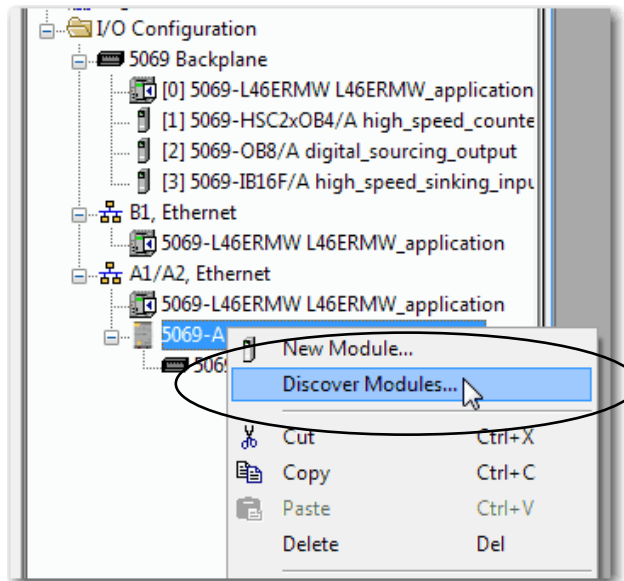 I/O Configuration
5069 Backplane
[0] 5069-L46ERMW L46ERMW_application
[1] 5069-HSC2xOB4/A high_speed_counte
[2] 5069-OB8/A digital_sourcing_output
[3] 5069-IB16F/A high_speed_sinking_inpu
B1, Ethernet
5069-L46ERMW L46ERMW_application
A1/A2, Ethernet
5069-L46ERMW L46ERMW_application
5069-A
5069
New Module...
Discover Modules...
Cut Ctrl+X
Copy Ctrl+C
Paste Ctrl+V
Delete Del